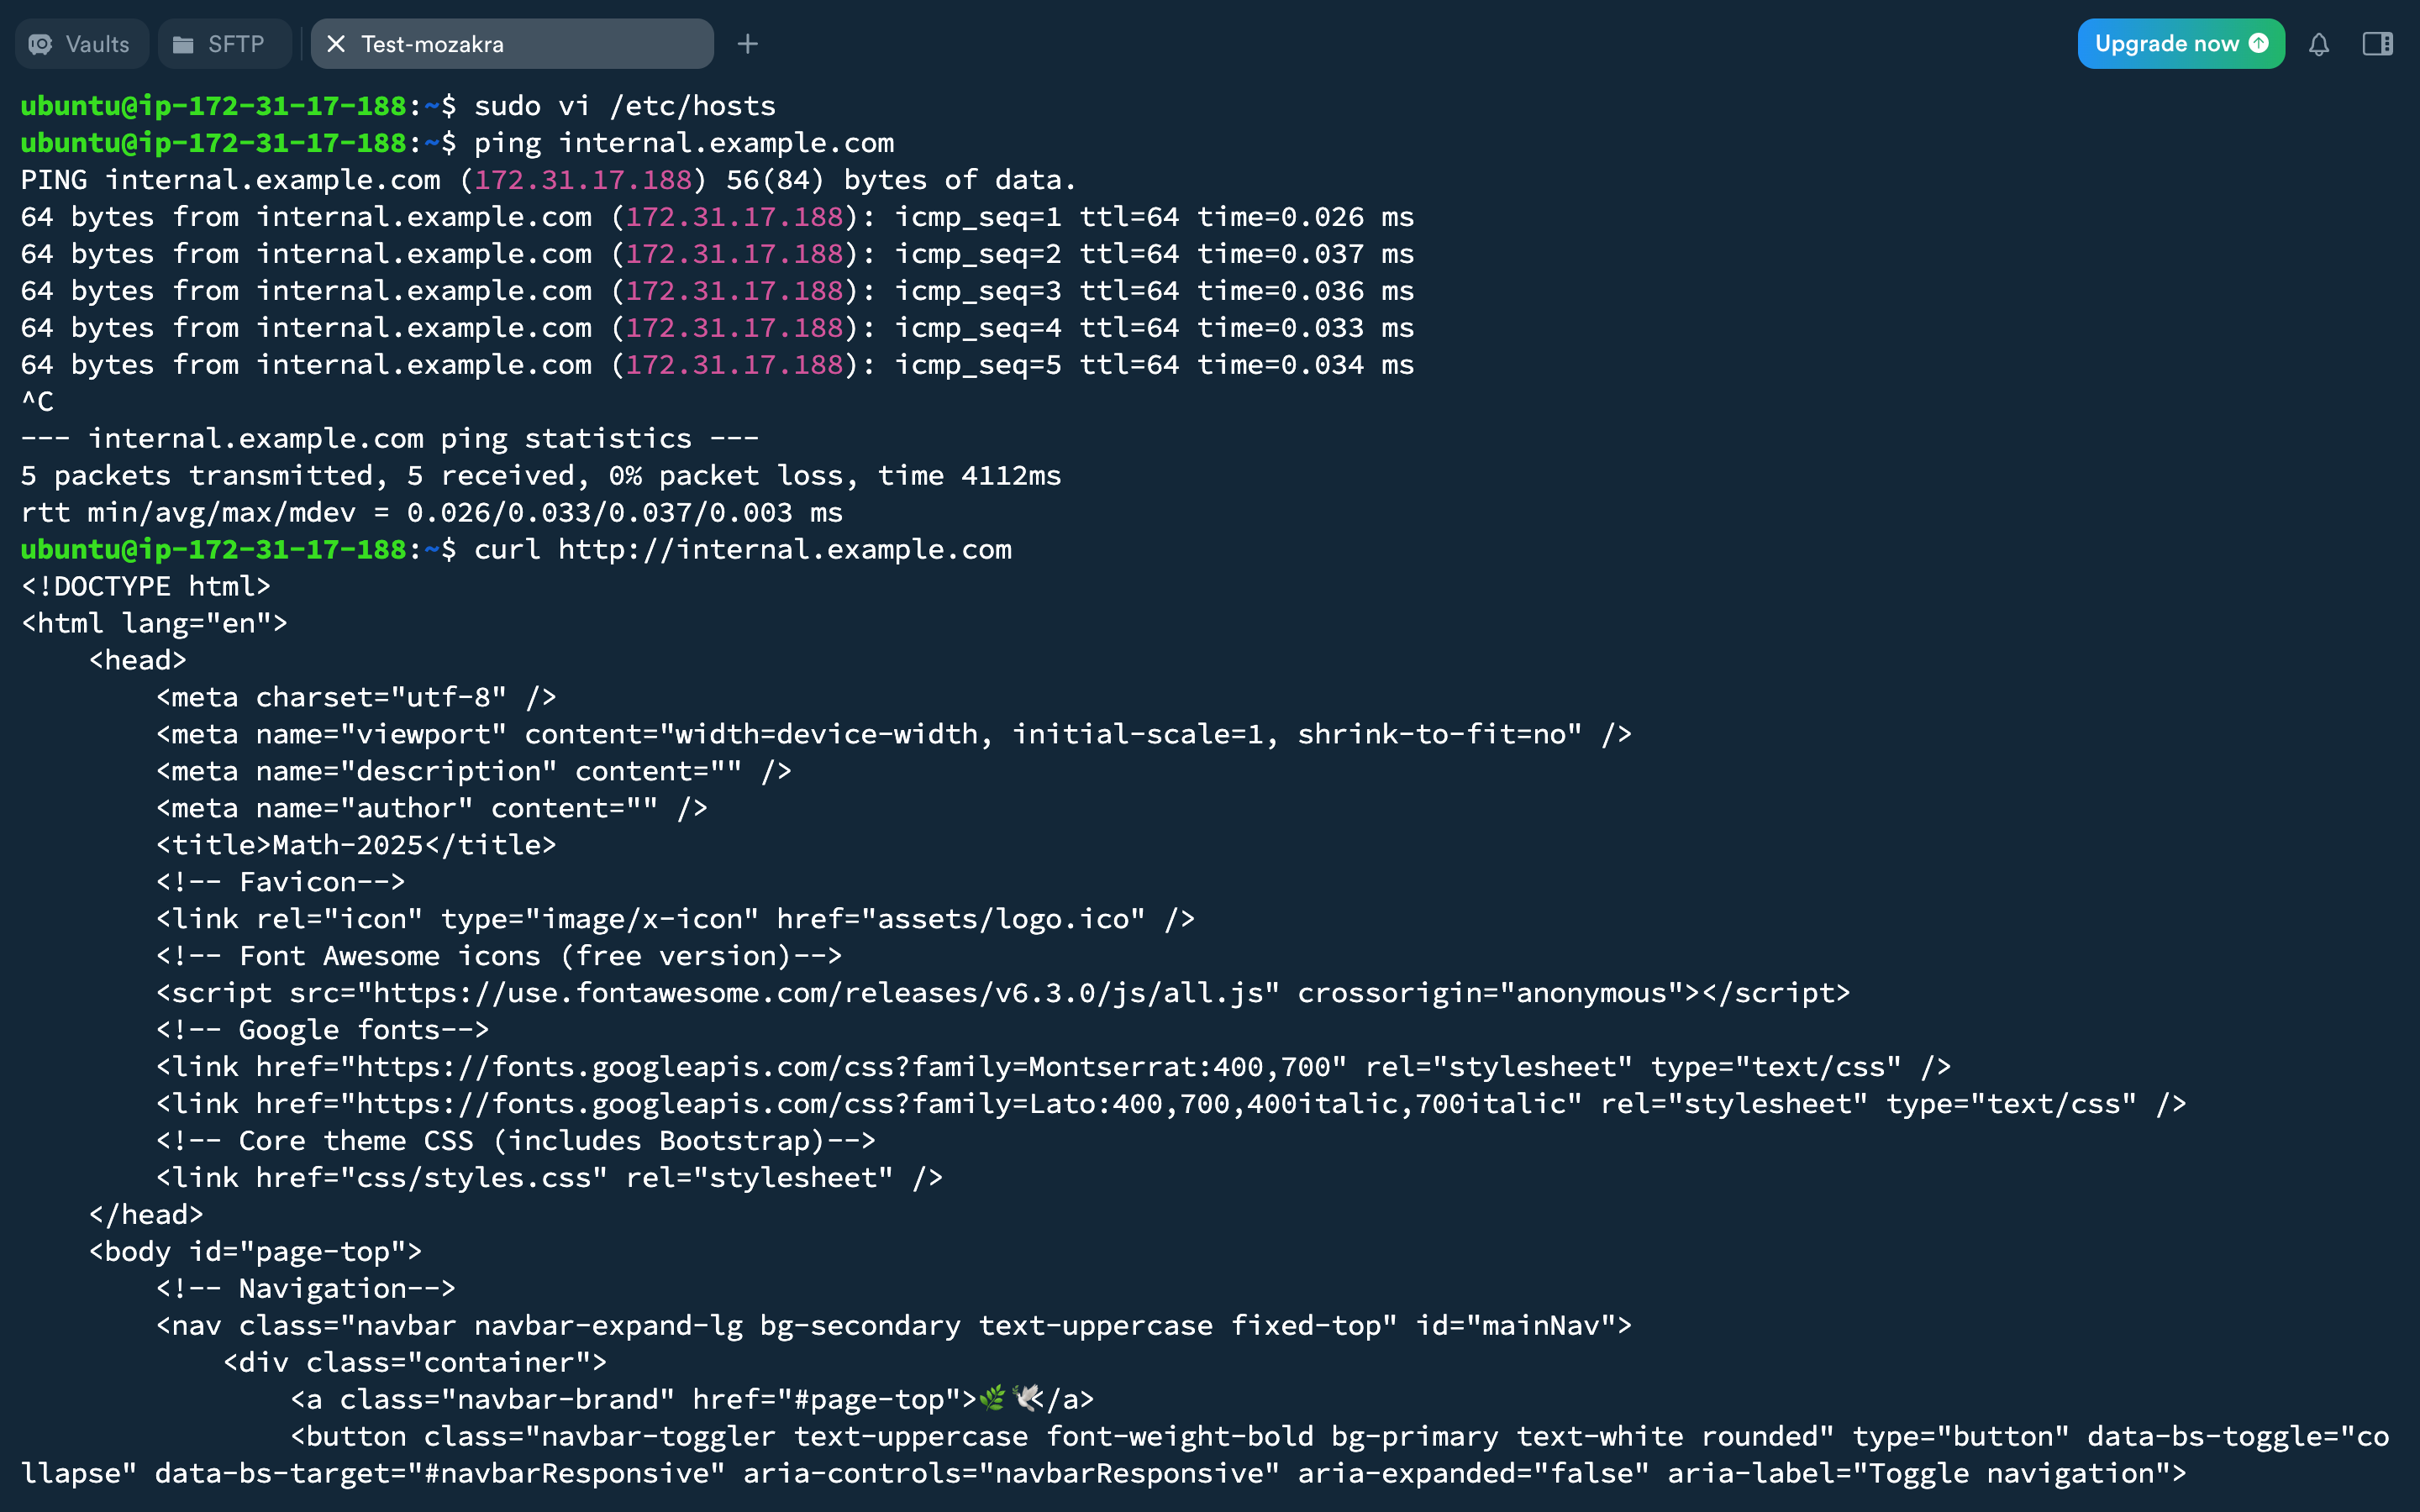 Vaults SFTP Test-mozakra Upgrade now
ubuntu@ip-172-31-17-188:~$ sudo vi /etc/hosts
ubuntu@ip-172-31-17-188:~$ ping internal.example.com
PING internal.example.com (172.31.17.188) 56(84) bytes of data.
64 bytes from internal.example.com (172.31.17.188): icmp_seq=1 ttl=64 time=0.026 ms
64 bytes from internal.example.com (172.31.17.188): icmp_seq=2 ttl=64 time=0.037 ms
64 bytes from internal.example.com (172.31.17.188): icmp_seq=3 ttl=64 time=0.036 ms
64 bytes from internal.example.com (172.31.17.188): icmp_seq=4 ttl=64 time=0.033 ms
64 bytes from internal.example.com (172.31.17.188): icmp_seq=5 ttl=64 time=0.034 ms
^C
--- internal.example.com ping statistics ---
5 packets transmitted, 5 received, 0% packet loss, time 4112ms
rtt min/avg/max/mdev = 0.026/0.033/0.037/0.003 ms
ubuntu@ip-172-31-17-188:~$ curl http://internal.example.com
<!DOCTYPE html>
<html lang="en">
    <head>
        <meta charset="utf-8" />
        <meta name="viewport" content="width=device-width, initial-scale=1, shrink-to-fit=no" />
        <meta name="description" content="" />
        <meta name="author" content="" />
        <title>Math-2025</title>
        <!-- Favicon-->
        <link rel="icon" type="image/x-icon" href="assets/logo.ico" />
        <!-- Font Awesome icons (free version)-->
        <script src="https://use.fontawesome.com/releases/v6.3.0/js/all.js" crossorigin="anonymous"></script>
        <!-- Google fonts-->
        <link href="https://fonts.googleapis.com/css?family=Montserrat:400,700" rel="stylesheet" type="text/css" />
        <link href="https://fonts.googleapis.com/css?family=Lato:400,700,400italic,700italic" rel="stylesheet" type="text/css" />
        <!-- Core theme CSS (includes Bootstrap)-->
        <link href="css/styles.css" rel="stylesheet" />
    </head>
    <body id="page-top">
        <!-- Navigation-->
        <nav class="navbar navbar-expand-lg bg-secondary text-uppercase fixed-top" id="mainNav">
            <div class="container">
                <a class="navbar-brand" href="#page-top">🌿🕊️</a>
                <button class="navbar-toggler text-uppercase font-weight-bold bg-primary text-white rounded" type="button" data-bs-toggle="co
llapse" data-bs-target="#navbarResponsive" aria-controls="navbarResponsive" aria-expanded="false" aria-label="Toggle navigation">